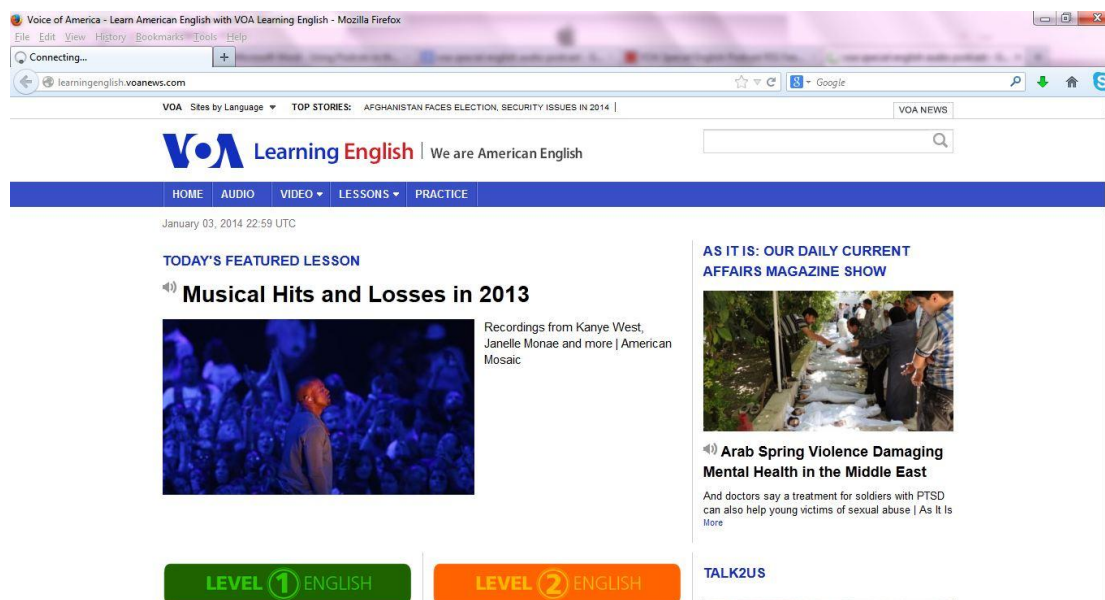 Voice of America - Learn American English with VOA Learning English - Mozilla Firefox
File Edit View History Bookmarks Tools Help
Connecting...
learningenglish.voanews.com
Google
VOA Sites by Language TOP STORIES: AFGHANISTAN FACES ELECTION, SECURITY ISSUES IN 2014
VOA NEWS
VOA Learning English We are American English
HOME AUDIO VIDEO LESSONS PRACTICE
January 03, 2014 22:59 UTC
TODAY'S FEATURED LESSON
Musical Hits and Losses in 2013
Recordings from Kanye West,
Janelle Monae and more | American
Mosaic
AS IT IS: OUR DAILY CURRENT
AFFAIRS MAGAZINE SHOW
Arab Spring Violence Damaging
Mental Health in the Middle East
And doctors say a treatment for soldiers with PTSD
can also help young victims of sexual abuse | As It Is
More
LEVEL 1 ENGLISH
LEVEL 2 ENGLISH
TALK2US